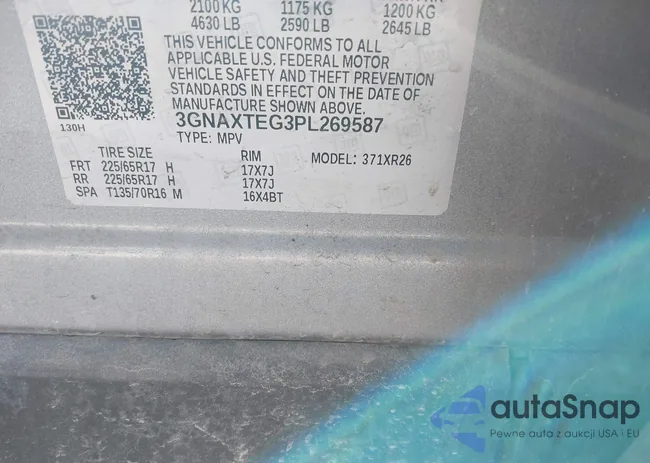 2100 KG 1175 KG 1200 KG
4630 LB 2590 LB 2645 LB
THIS VEHICLE CONFORMS TO ALL
APPLICABLE U.S. FEDERAL MOTOR
VEHICLE SAFETY AND THEFT PREVENTION
STANDARDS IN EFFECT ON THE DATE OF
MANUFACTURE SHOWN ABOVE.
3GNAXTEG3PL269587
130H
TYPE: MPV
TIRE SIZE RIM MODEL: 371XR26
FRT 225/65R17 H 17X7J
RR 225/65R17 H 17X7J
SPA T135/70R16 M 16X4BT
autaSnap
Pewne auta z aukcji USA i EU